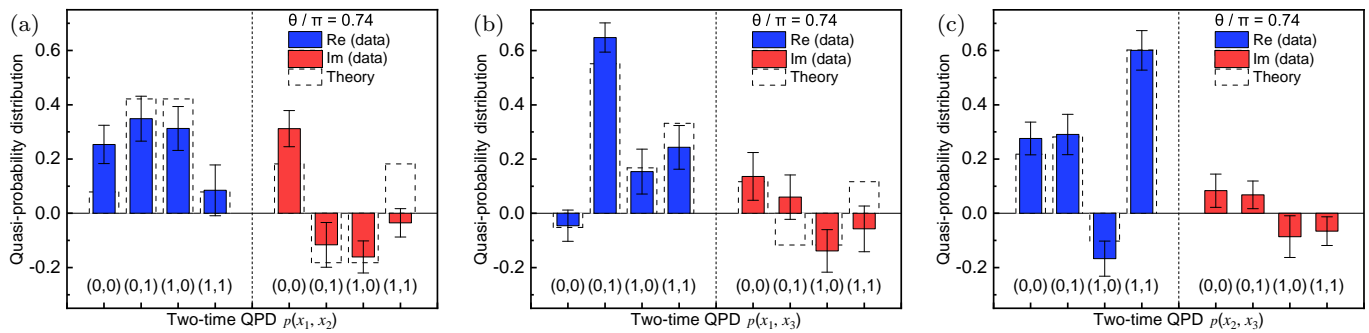 (a)
Quasi-probability distribution
0.6
0.4
0.2
0.0
-0.2
θ / π = 0.74
Re (data)
Im (data)
Theory
(0,0) (0,1) (1,0) (1,1)
(0,0) (0,1) (1,0) (1,1)
Two-time QPD p(x₁, x₂)
(b)
Quasi-probability distribution
0.6
0.4
0.2
0.0
-0.2
θ / π = 0.74
Re (data)
Im (data)
Theory
(0,0) (0,1) (1,0) (1,1)
(0,0) (0,1) (1,0) (1,1)
Two-time QPD p(x₁, x₃)
(c)
Quasi-probability distribution
0.6
0.4
0.2
0.0
-0.2
θ / π = 0.74
Re (data)
Im (data)
Theory
(0,0) (0,1) (1,0) (1,1)
(0,0) (0,1) (1,0) (1,1)
Two-time QPD p(x₂, x₃)